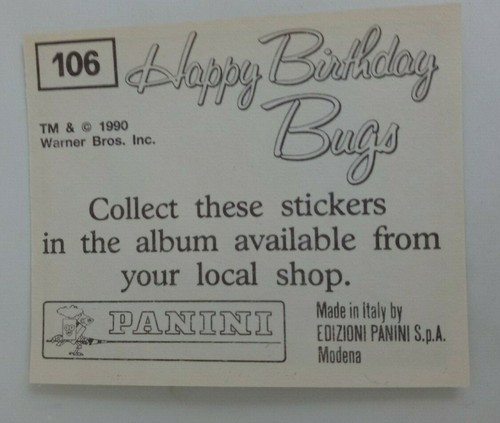 106
Happy Birthday
Bugs
TM & © 1990
Warner Bros. Inc.
Collect these stickers
in the album available from
your local shop.
PANINI
Made in Italy by
EDIZIONI PANINI S.p.A.
Modena